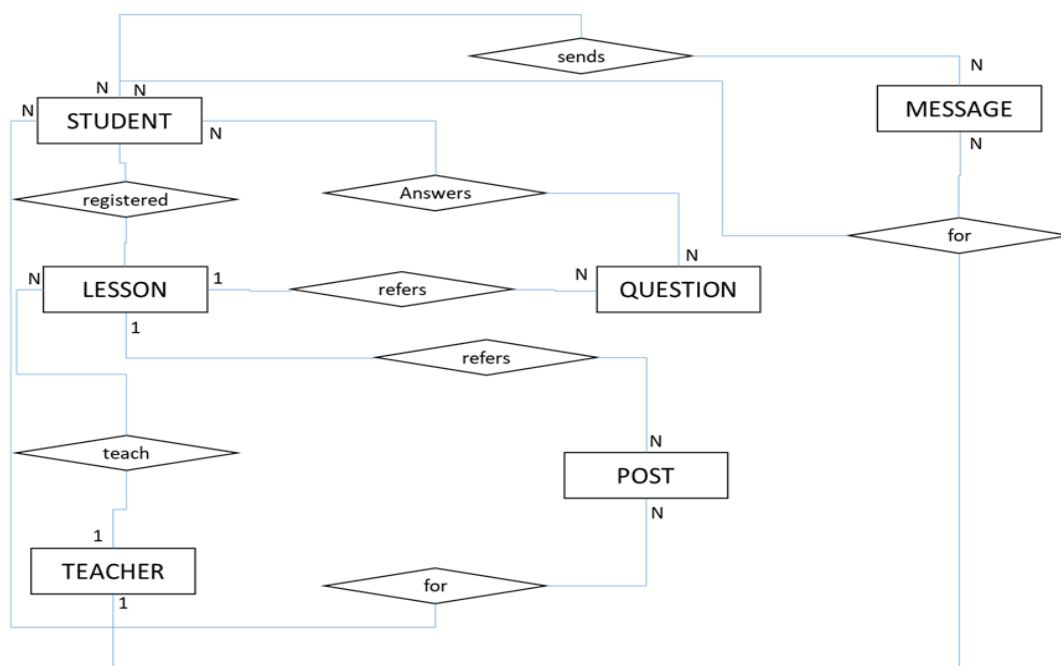 sends
N
N N
N
STUDENT
MESSAGE
N
N
Answers
registered
for
N
N
1
N
LESSON
refers
QUESTION
1
refers
N
teach
POST
N
1
TEACHER
for
1